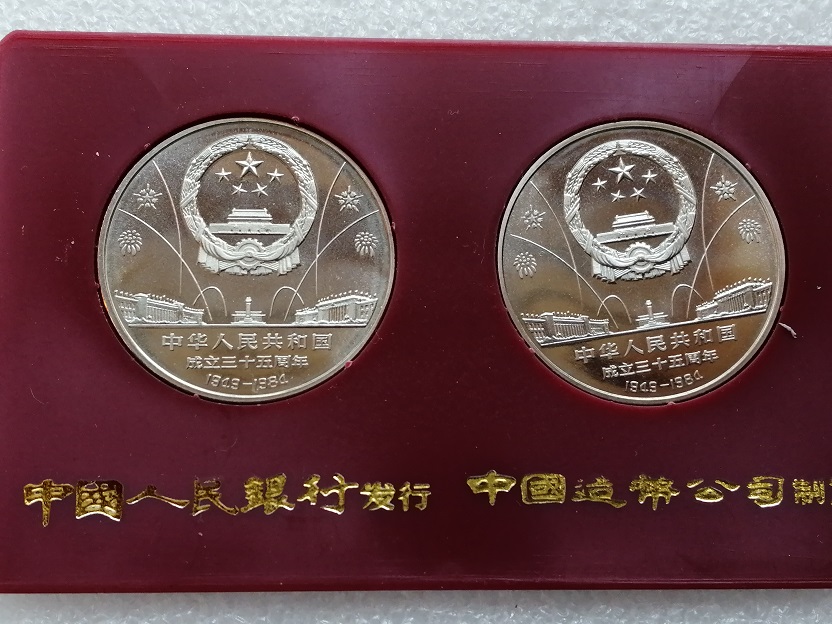 中华人民共和国
成立三十五周年
1949-1984
中华人民共和国
成立三十五周年
1949-1984
中國人民銀行发行
中國造幣公司制